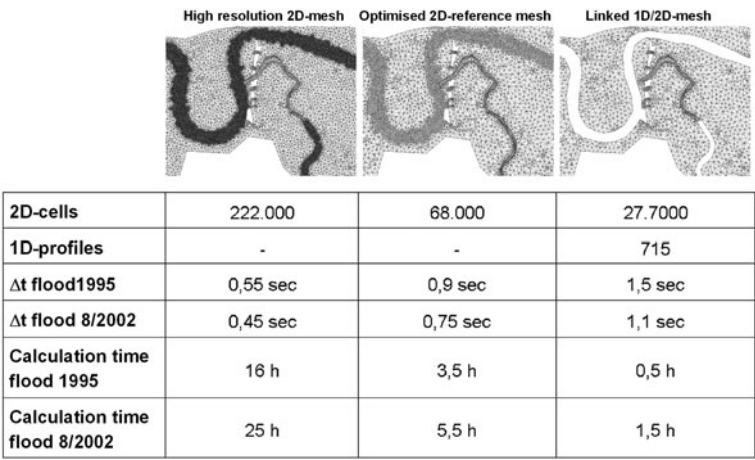 High resolution 2D-mesh Optimised 2D-reference mesh Linked 1D/2D-mesh
2D-cells 222.000 68.000 27.7000
1D-profiles - - 715
Δt flood1995 0,55 sec 0,9 sec 1,5 sec
Δt flood 8/2002 0,45 sec 0,75 sec 1,1 sec
Calculation time
flood 1995 16 h 3,5 h 0,5 h
Calculation time
flood 8/2002 25 h 5,5 h 1,5 h